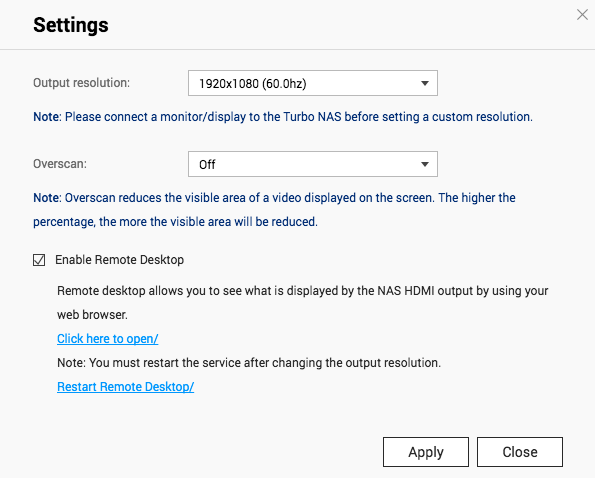 Settings
Output resolution:
1920x1080 (60.0hz)
Note: Please connect a monitor/display to the Turbo NAS before setting a custom resolution.
Overscan:
Off
Note: Overscan reduces the visible area of a video displayed on the screen. The higher the
percentage, the more the visible area will be reduced.
Enable Remote Desktop
Remote desktop allows you to see what is displayed by the NAS HDMI output by using your
web browser.
Click here to open/
Note: You must restart the service after changing the output resolution.
Restart Remote Desktop/
Apply
Close